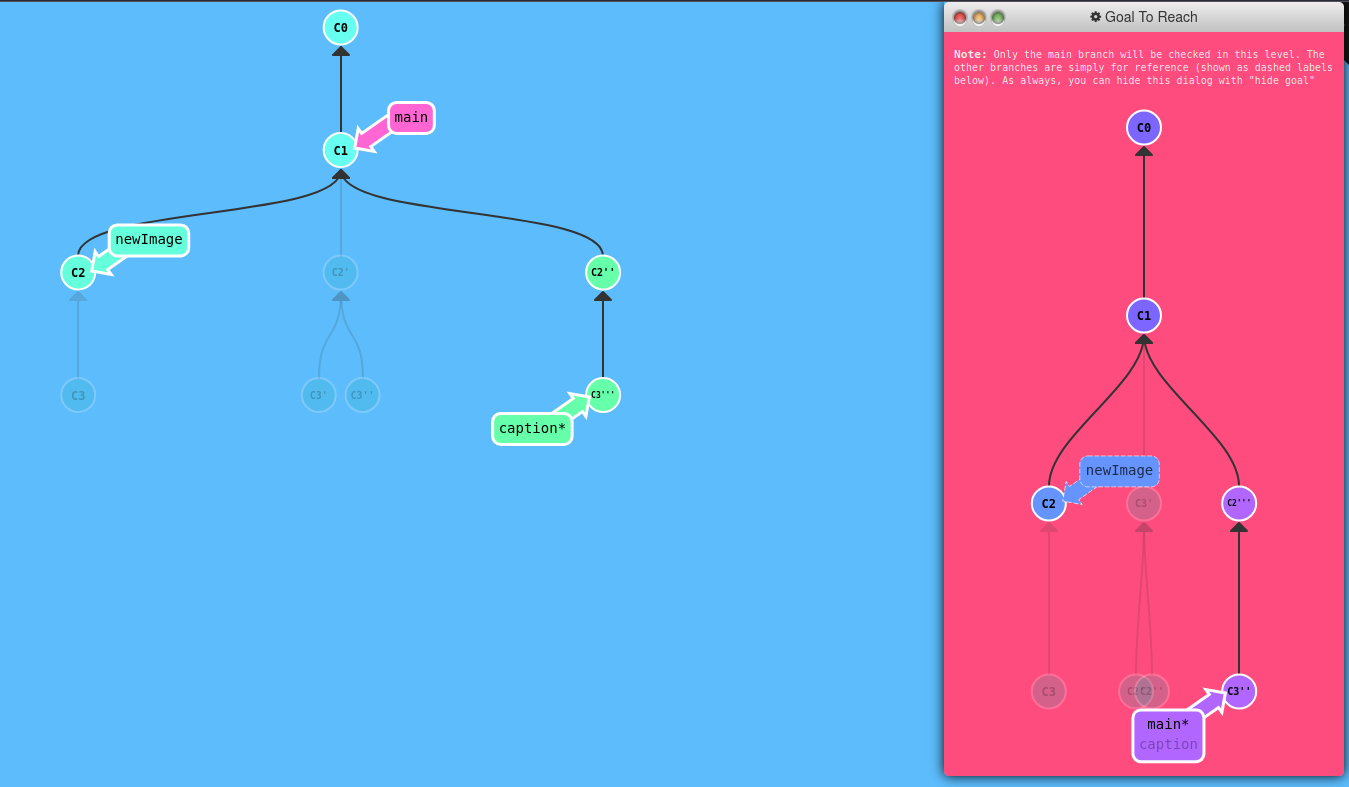 C0
main
C1
newImage
C2
C2'
C2''
C3
C3'
C3''
C3'''
caption*
Goal To Reach
Note: Only the main branch will be checked in this level. The
other branches are simply for reference (shown as dashed labels
below). As always, you can hide this dialog with "hide goal"
C0
C1
newImage
C2
C3'
C2'''
C3
C2''
C3''
main*
caption